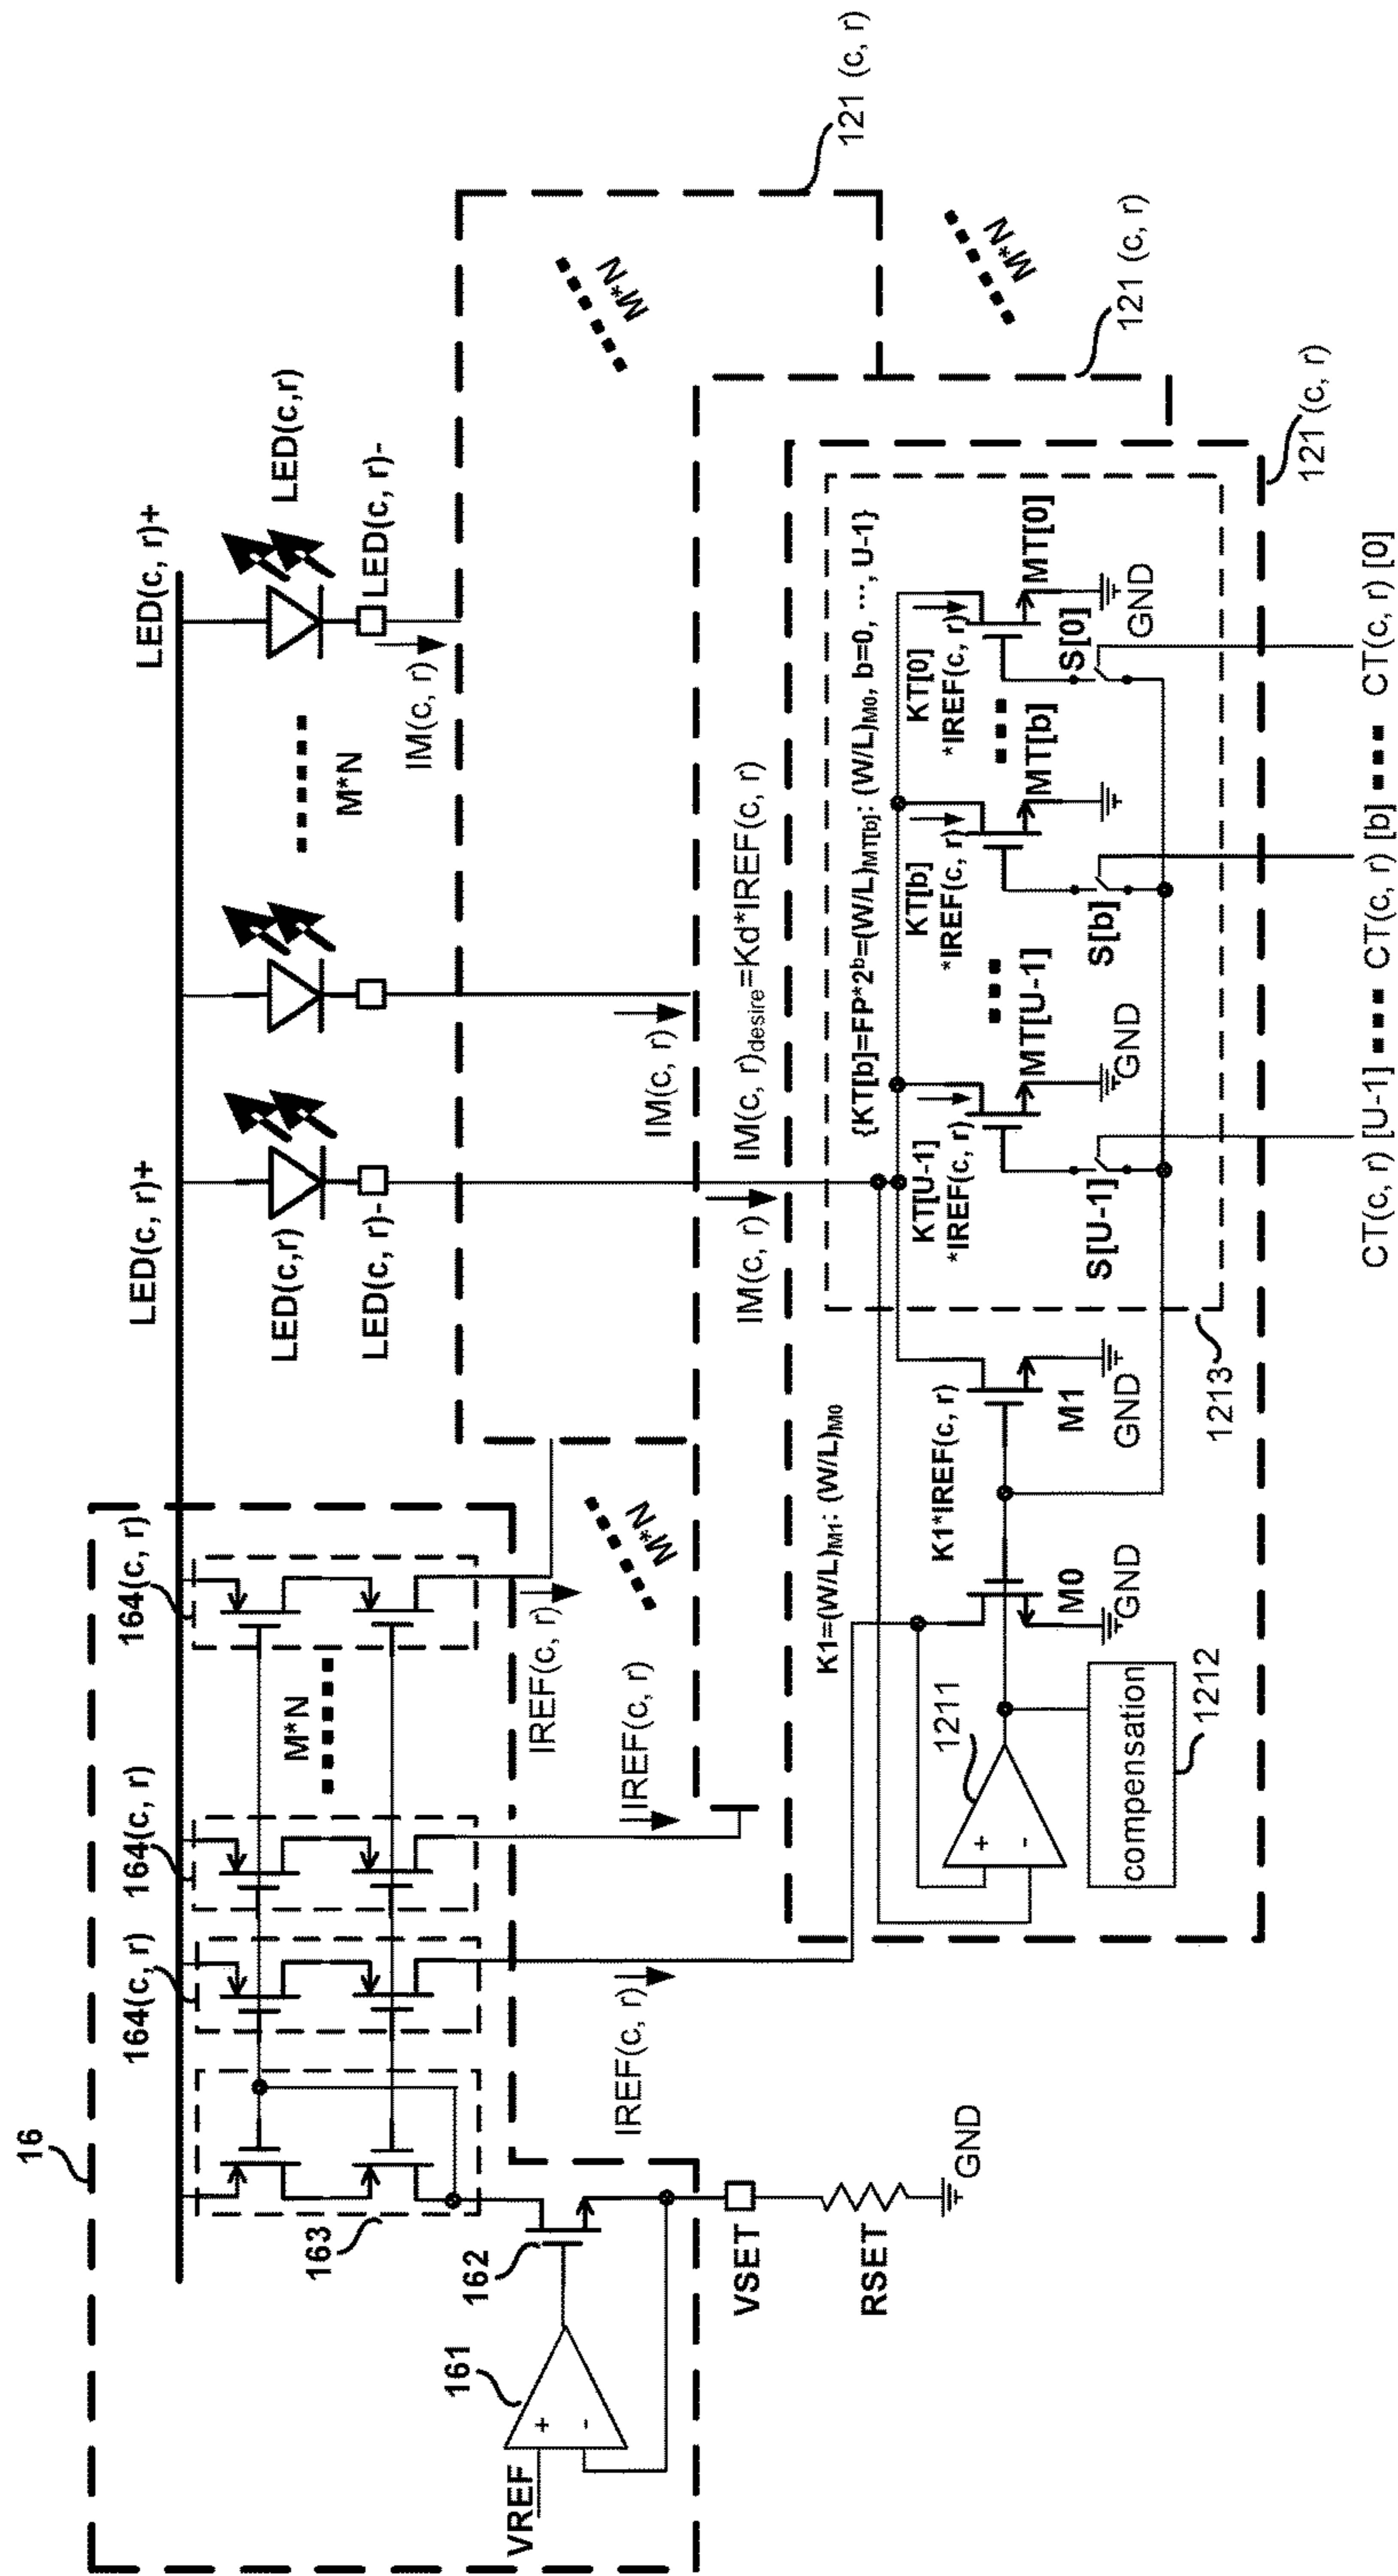 16
164(c, r)
164(c, r)
164(c, r)
LED(c, r)+
LED(c, r)+
163
M*N
LED(c,r)
LED(c, r)-
M*N
LED(c,r)
LED(c, r)-
IM(c, r)
161
162
VREF
+
-
VSET
RSET
GND
IREF(c, r)
IREF(c, r)
IREF(c, r)
M*N
M*N
M*N
121 (c, r)
121 (c, r)
121 (c, r)
IM(c, r)
IM(c, r)
IM(c, r)desire=Kd*IREF(c, r)
K1=(W/L)M1: (W/L)M0
{KT[b]=FP*2b=(W/L)MT[b]: (W/L)M0, b=0, ..., U-1}
1211
+
-
compensation
1212
M0
GND
K1*IREF(c, r)
M1
GND
1213
KT[U-1]
*IREF(c, r)
MT[U-1]
GND
S[U-1]
KT[b]
*IREF(c, r)
MT[b]
S[b]
KT[0]
*IREF(c, r)
MT[0]
GND
S[0]
CT(c, r) [U-1] CT(c, r) [b] CT(c, r) [0]